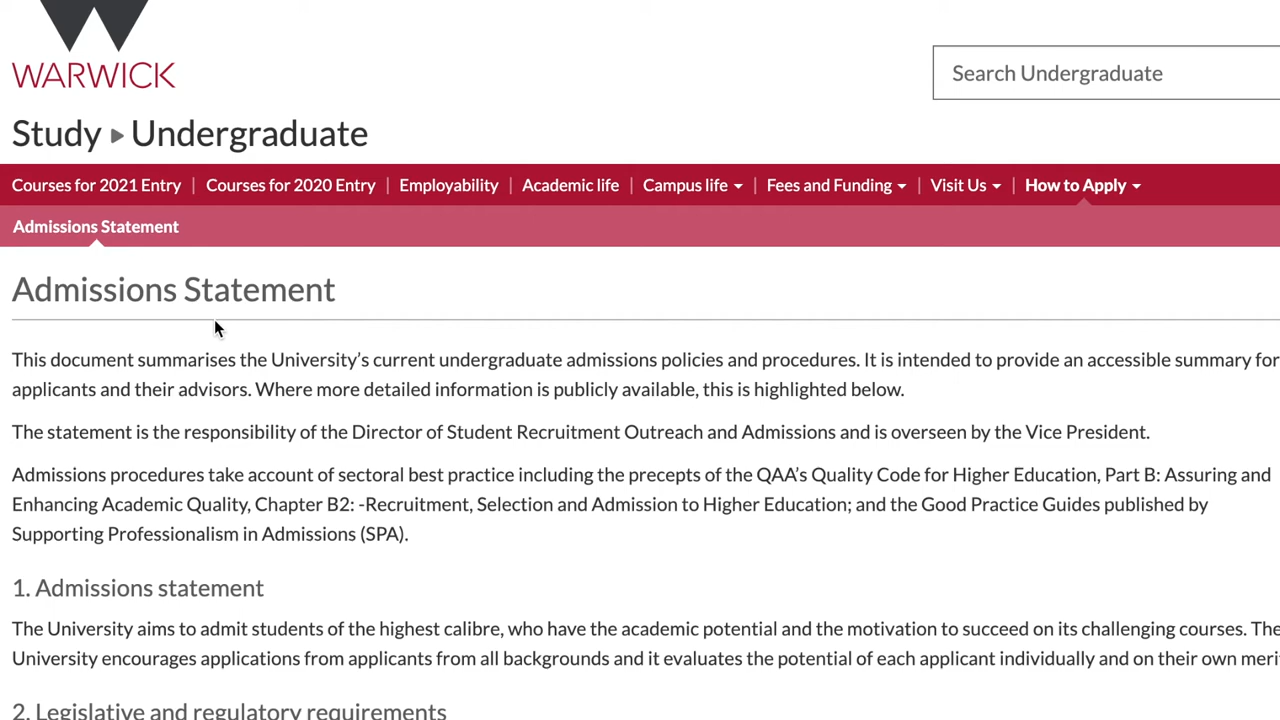 WARWICK
Search Undergraduate
Study ▸ Undergraduate
Courses for 2021 Entry | Courses for 2020 Entry | Employability | Academic life | Campus life | Fees and Funding | Visit Us | How to Apply
Admissions Statement
Admissions Statement
This document summarises the University’s current undergraduate admissions policies and procedures. It is intended to provide an accessible summary for
applicants and their advisors. Where more detailed information is publicly available, this is highlighted below.
The statement is the responsibility of the Director of Student Recruitment Outreach and Admissions and is overseen by the Vice President.
Admissions procedures take account of sectoral best practice including the precepts of the QAA’s Quality Code for Higher Education, Part B: Assuring and
Enhancing Academic Quality, Chapter B2: -Recruitment, Selection and Admission to Higher Education; and the Good Practice Guides published by
Supporting Professionalism in Admissions (SPA).
1. Admissions statement
The University aims to admit students of the highest calibre, who have the academic potential and the motivation to succeed on its challenging courses. The
University encourages applications from applicants from all backgrounds and it evaluates the potential of each applicant individually and on their own meri
2. Legislative and regulatory requirements